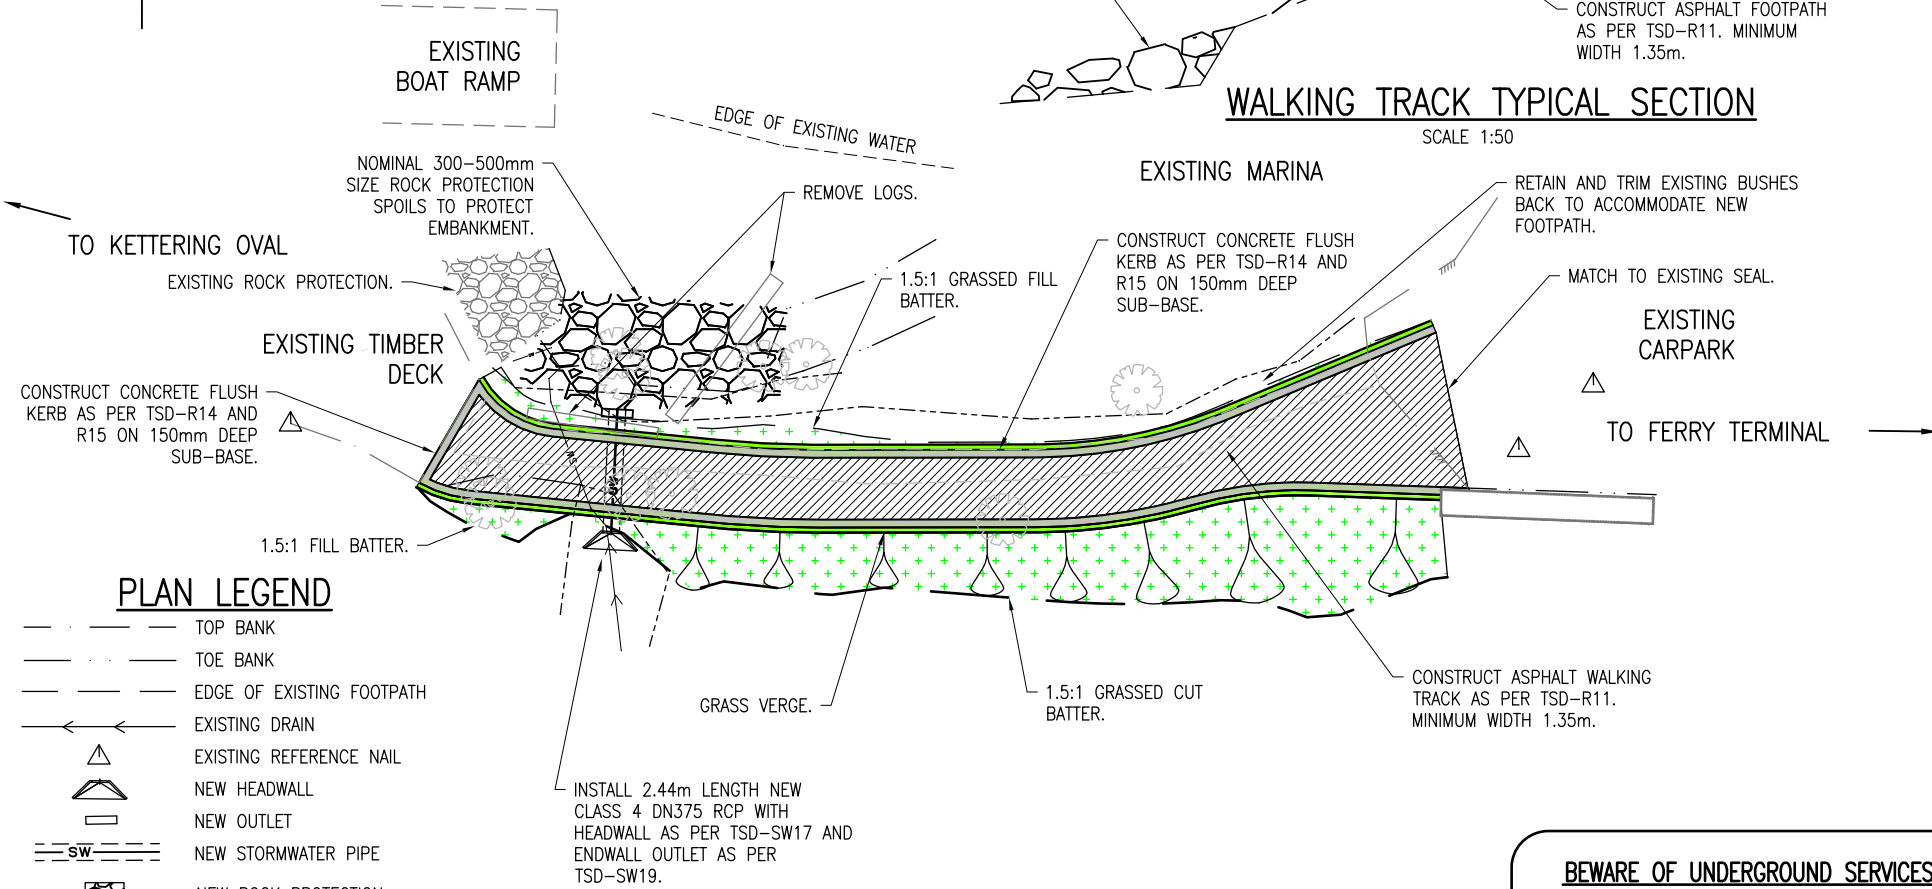 EXISTING
BOAT RAMP
CONSTRUCT ASPHALT FOOTPATH
AS PER TSD-R11. MINIMUM
WIDTH 1.35m.
WALKING TRACK TYPICAL SECTION
SCALE 1:50
EDGE OF EXISTING WATER
EXISTING MARINA
NOMINAL 300-500mm
SIZE ROCK PROTECTION
SPOILS TO PROTECT
EMBANKMENT.
REMOVE LOGS.
RETAIN AND TRIM EXISTING BUSHES
BACK TO ACCOMMODATE NEW
FOOTPATH.
TO KETTERING OVAL
EXISTING ROCK PROTECTION.
1.5:1 GRASSED FILL
BATTER.
CONSTRUCT CONCRETE FLUSH
KERB AS PER TSD-R14 AND
R15 ON 150mm DEEP
SUB-BASE.
MATCH TO EXISTING SEAL.
EXISTING
CARPARK
EXISTING TIMBER
DECK
CONSTRUCT CONCRETE FLUSH
KERB AS PER TSD-R14 AND
R15 ON 150mm DEEP
SUB-BASE.
TO FERRY TERMINAL
SW
SW
1.5:1 FILL BATTER.
GRASS VERGE.
1.5:1 GRASSED CUT
BATTER.
CONSTRUCT ASPHALT WALKING
TRACK AS PER TSD-R11.
MINIMUM WIDTH 1.35m.
INSTALL 2.44m LENGTH NEW
CLASS 4 DN375 RCP WITH
HEADWALL AS PER TSD-SW17 AND
ENDWALL OUTLET AS PER
TSD-SW19.
PLAN LEGEND
TOP BANK
TOE BANK
EDGE OF EXISTING FOOTPATH
EXISTING DRAIN
EXISTING REFERENCE NAIL
NEW HEADWALL
NEW OUTLET
SW NEW STORMWATER PIPE
NEW ROCK PROTECTION
BEWARE OF UNDERGROUND SERVICES